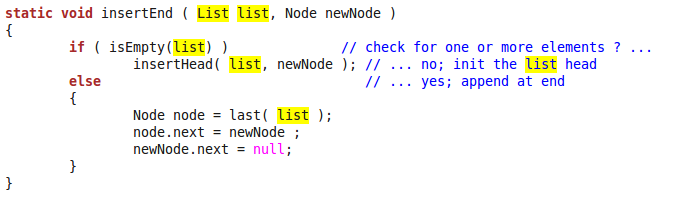 static void insertEnd ( List list, Node newNode )
{
if ( isEmpty(list) ) // check for one or more elements ? ...
insertHead( list, newNode ); // ... no; init the list head
else // ... yes; append at end
{
Node node = last( list );
node.next = newNode ;
newNode.next = null;
}
}